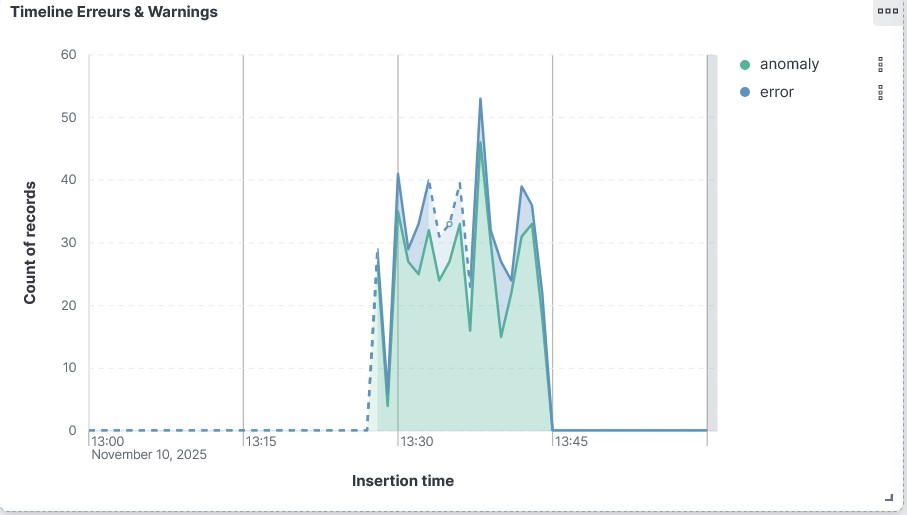 Timeline Erreurs & Warnings
60
50
40
30
20
10
0
Count of records
13:00
13:15
13:30
13:45
November 10, 2025
Insertion time
anomaly
error